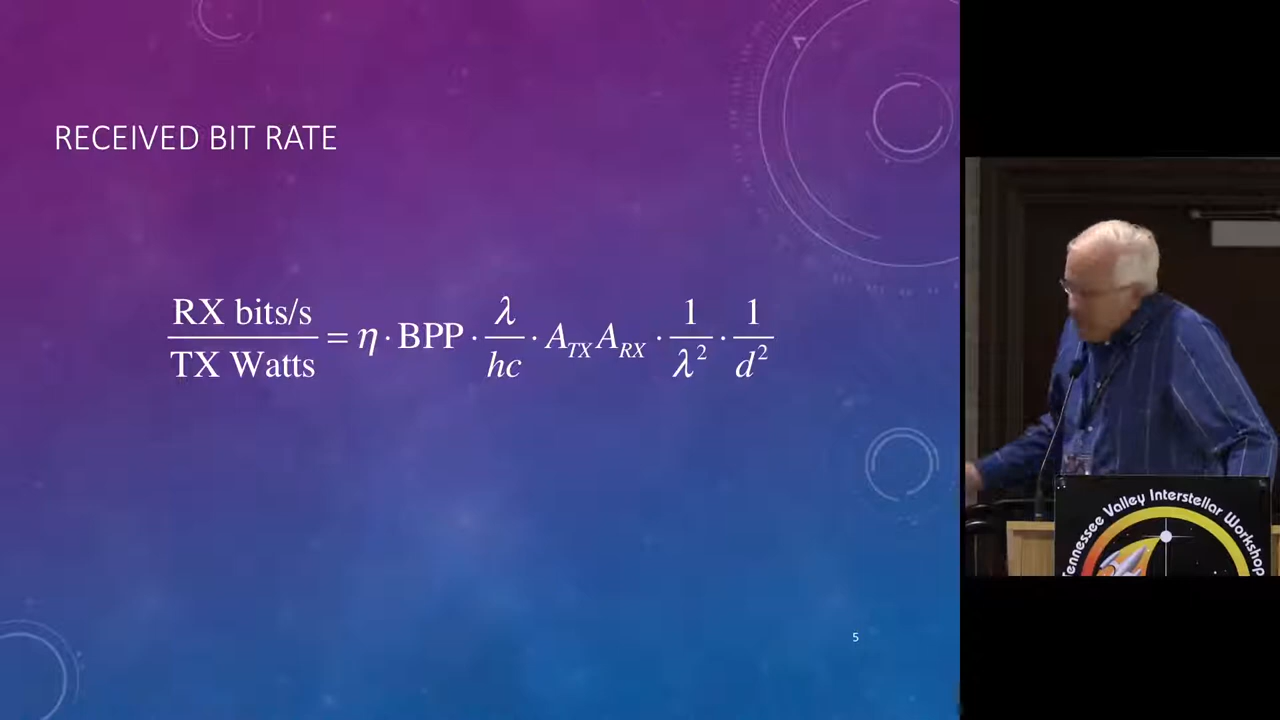 RECEIVED BIT RATE
RX bits/s / TX Watts = η · BPP · λ / hc · A_TX A_RX · 1 / λ² · 1 / d²
5
Tennessee Valley Interstellar Workshop